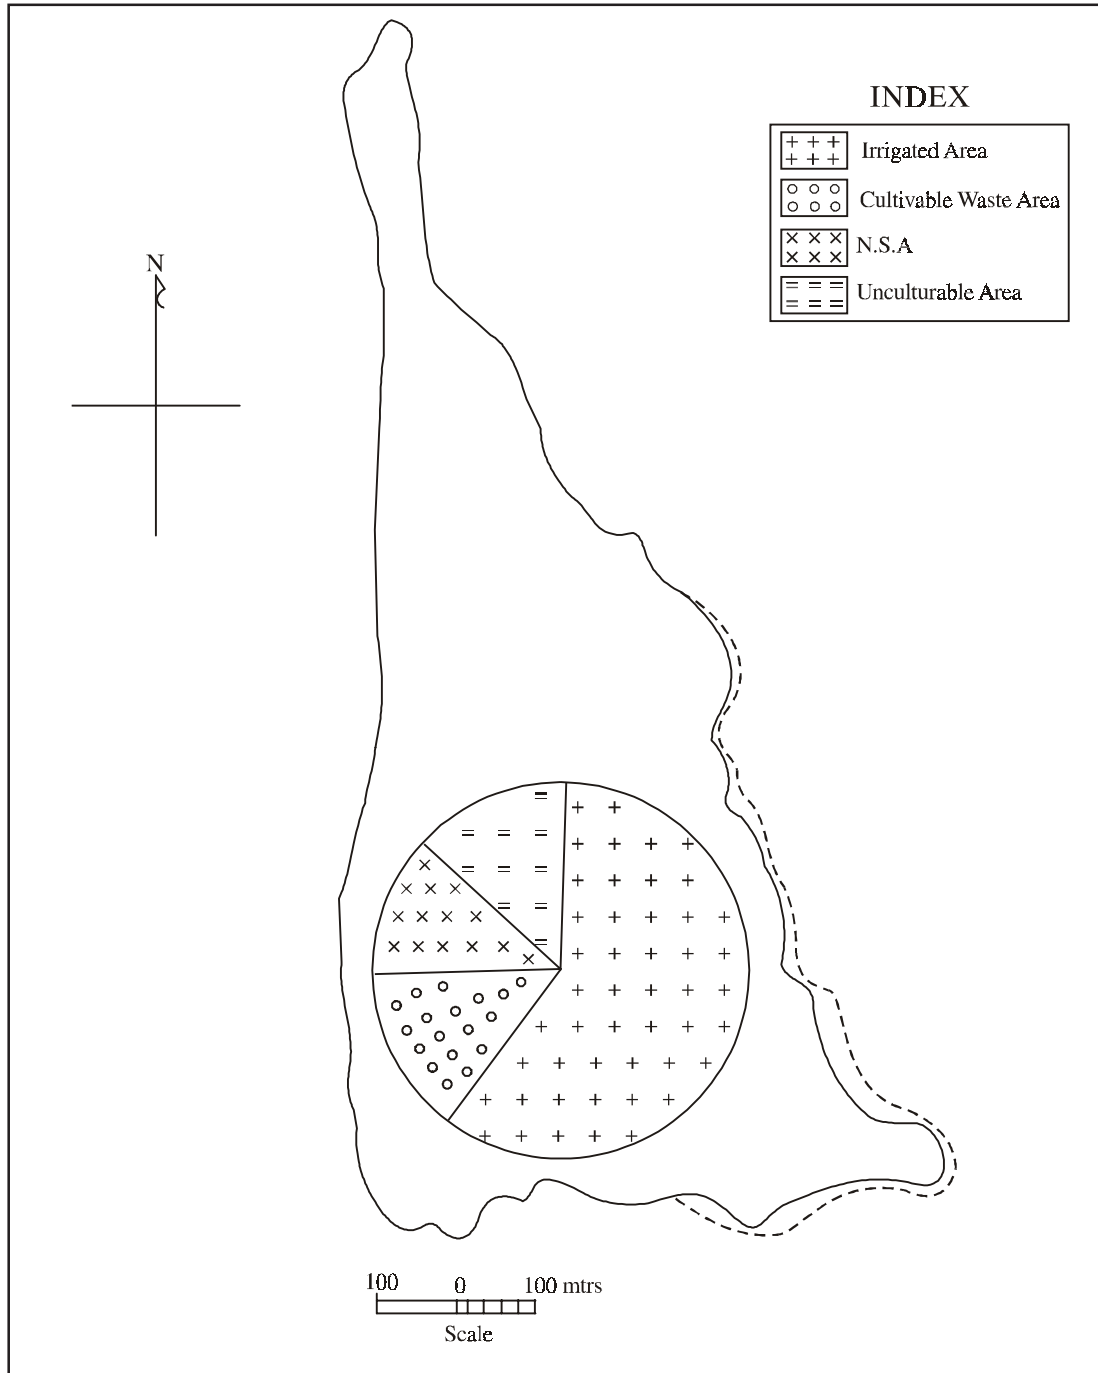 INDEX
Irrigated Area
Cultivable Waste Area
N.S.A
Unculturable Area
N
100 0 100 mtrs
Scale